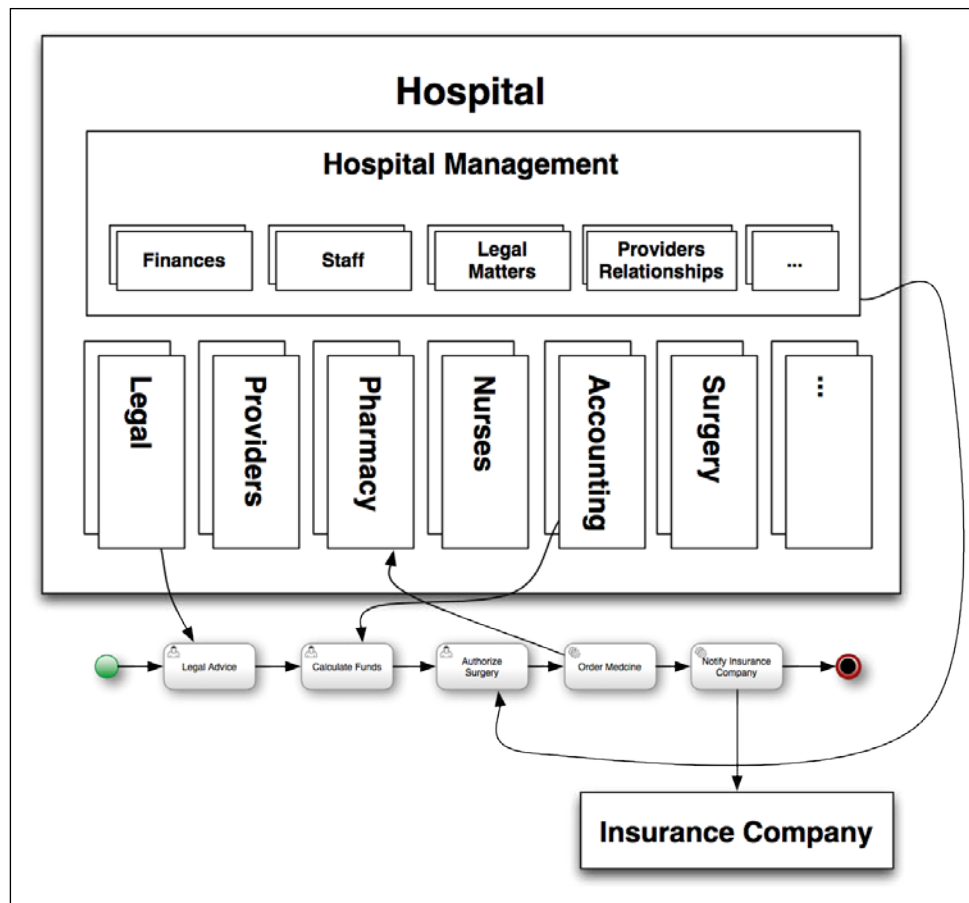 Hospital
Hospital Management
Finances
Staff
Legal
Matters
Providers
Relationships
...
Legal
Providers
Pharmacy
Nurses
Accounting
Surgery
...
Legal Advice
Calculate Funds
Authorize
Surgery
Order Medcine
Notify Insurance
Company
Insurance Company